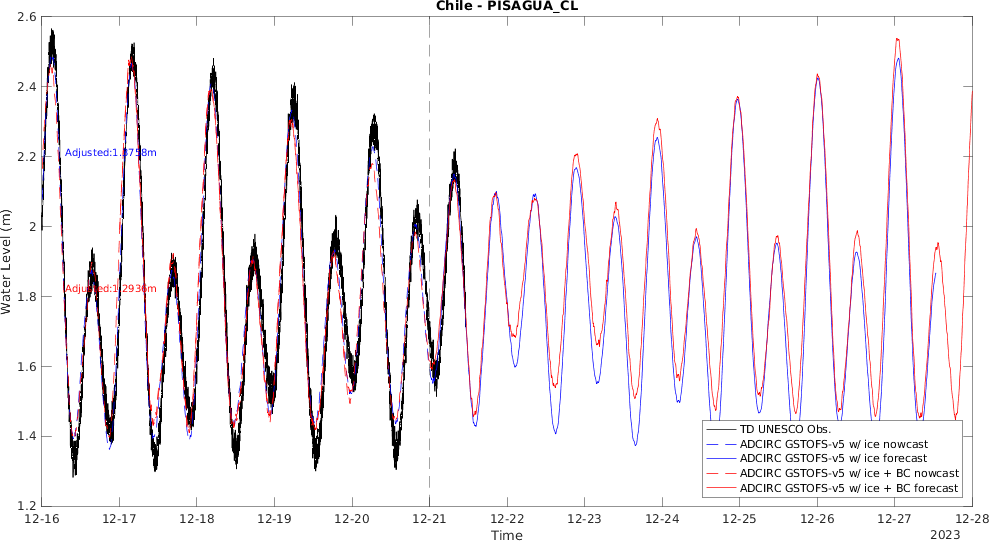 Chile - PISAGUA_CL
2.6
2.4
2.2
2
1.8
1.6
1.4
1.2
Water Level (m)
Adjusted:1.8758m
Adjusted:1.2936m
TD UNESCO Obs.
ADCIRC GSTOFS-v5 w/ ice nowcast
ADCIRC GSTOFS-v5 w/ ice forecast
ADCIRC GSTOFS-v5 w/ ice + BC nowcast
ADCIRC GSTOFS-v5 w/ ice + BC forecast
12-16 12-17 12-18 12-19 12-20 12-21 12-22 12-23 12-24 12-25 12-26 12-27 12-28
Time
2023